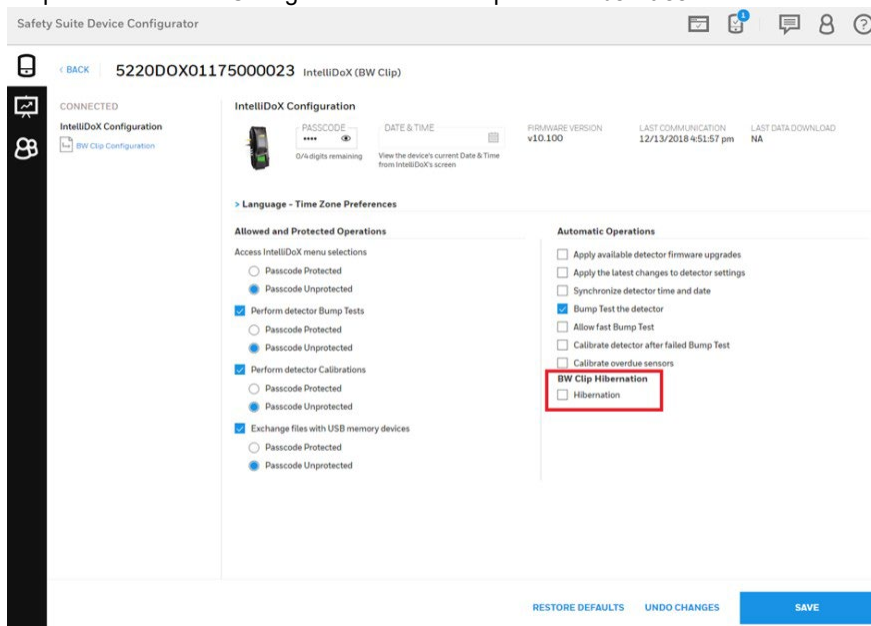 Safety Suite Device Configurator
1
?
< BACK 5220DOX01175000023 IntelliDoX (BW Clip)
CONNECTED
IntelliDoX Configuration
BW Clip Configuration
IntelliDoX Configuration
PASSCODE
••••
0/4 digits remaining
DATE & TIME
View the device's current Date & Time
from IntelliDoX's screen
FIRMWARE VERSION
v10.100
LAST COMMUNICATION
12/13/2018 4:51:57 pm
LAST DATA DOWNLOAD
NA
> Language - Time Zone Preferences
Allowed and Protected Operations
Access IntelliDoX menu selections
Passcode Protected
Passcode Unprotected
Perform detector Bump Tests
Passcode Protected
Passcode Unprotected
Perform detector Calibrations
Passcode Protected
Passcode Unprotected
Exchange files with USB memory devices
Passcode Protected
Passcode Unprotected
Automatic Operations
Apply available detector firmware upgrades
Apply the latest changes to detector settings
Synchronize detector time and date
Bump Test the detector
Allow fast Bump Test
Calibrate detector after failed Bump Test
Calibrate overdue sensors
BW Clip Hibernation
Hibernation
RESTORE DEFAULTS UNDO CHANGES SAVE